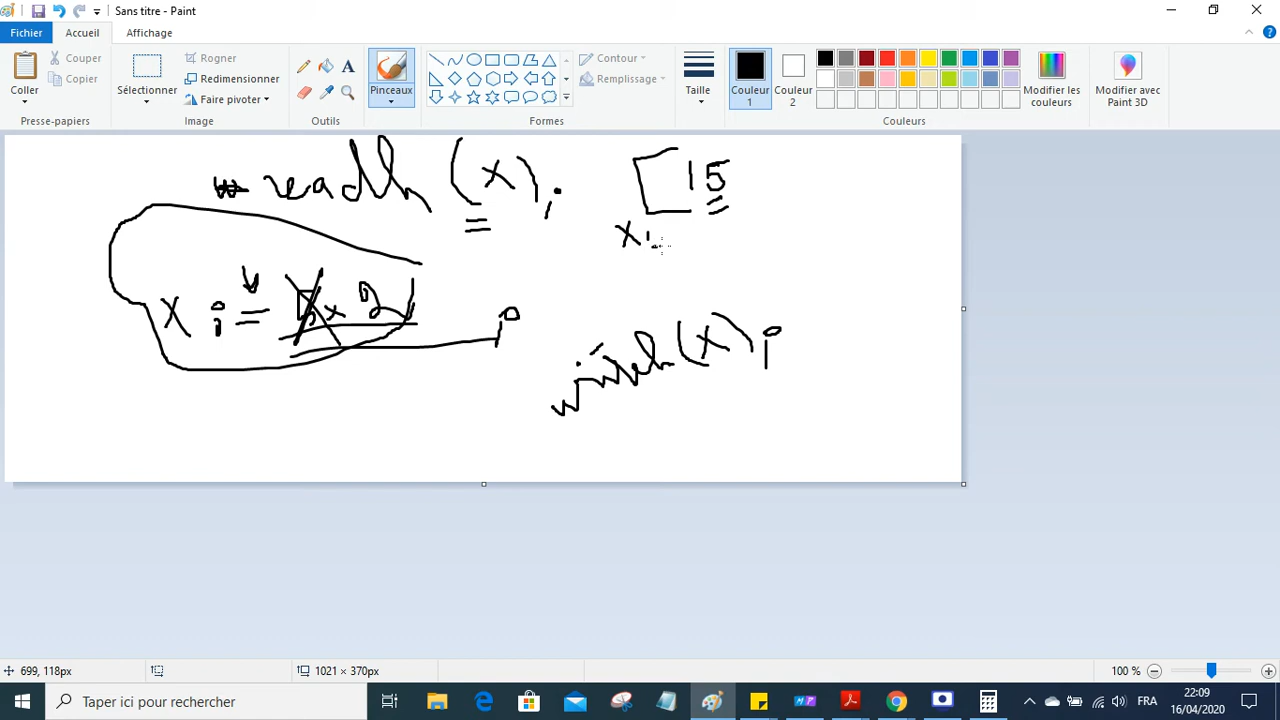 Sans titre - Paint
Fichier Accueil Affichage
Coller
Couper
Copier
Presse-papiers
Sélectionner
Rogner
Redimensionner
Faire pivoter
Image
Outils
Pinceaux
Formes
Contour
Remplissage
Taille
Couleur 1
Couleur 2
Modifier les couleurs
Couleurs
Modifier avec Paint 3D
(x); 15
x
x := x 2
(x);
699, 118px 1021 × 370px 100 %
Taper ici pour rechercher
FRA
22:09
16/04/2020